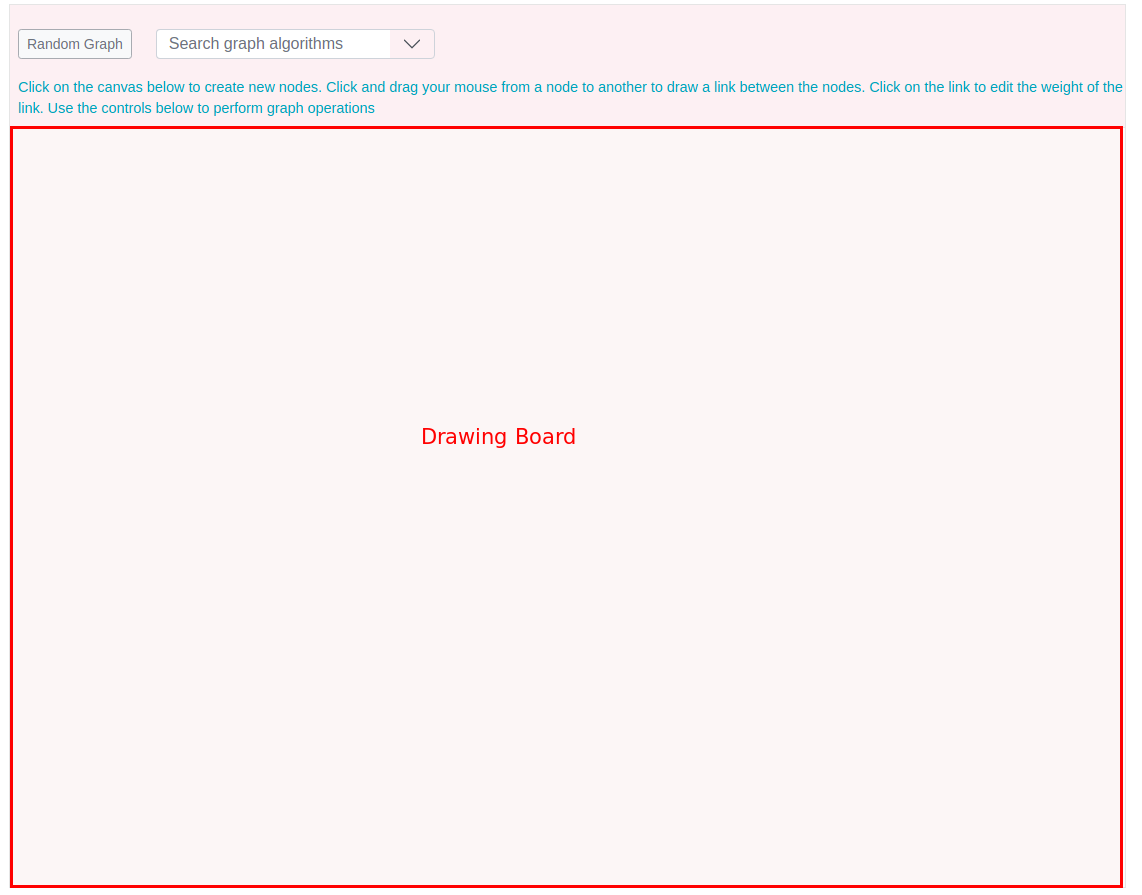 Random Graph
Search graph algorithms
Click on the canvas below to create new nodes. Click and drag your mouse from a node to another to draw a link between the nodes. Click on the link to edit the weight of the
link. Use the controls below to perform graph operations
Drawing Board